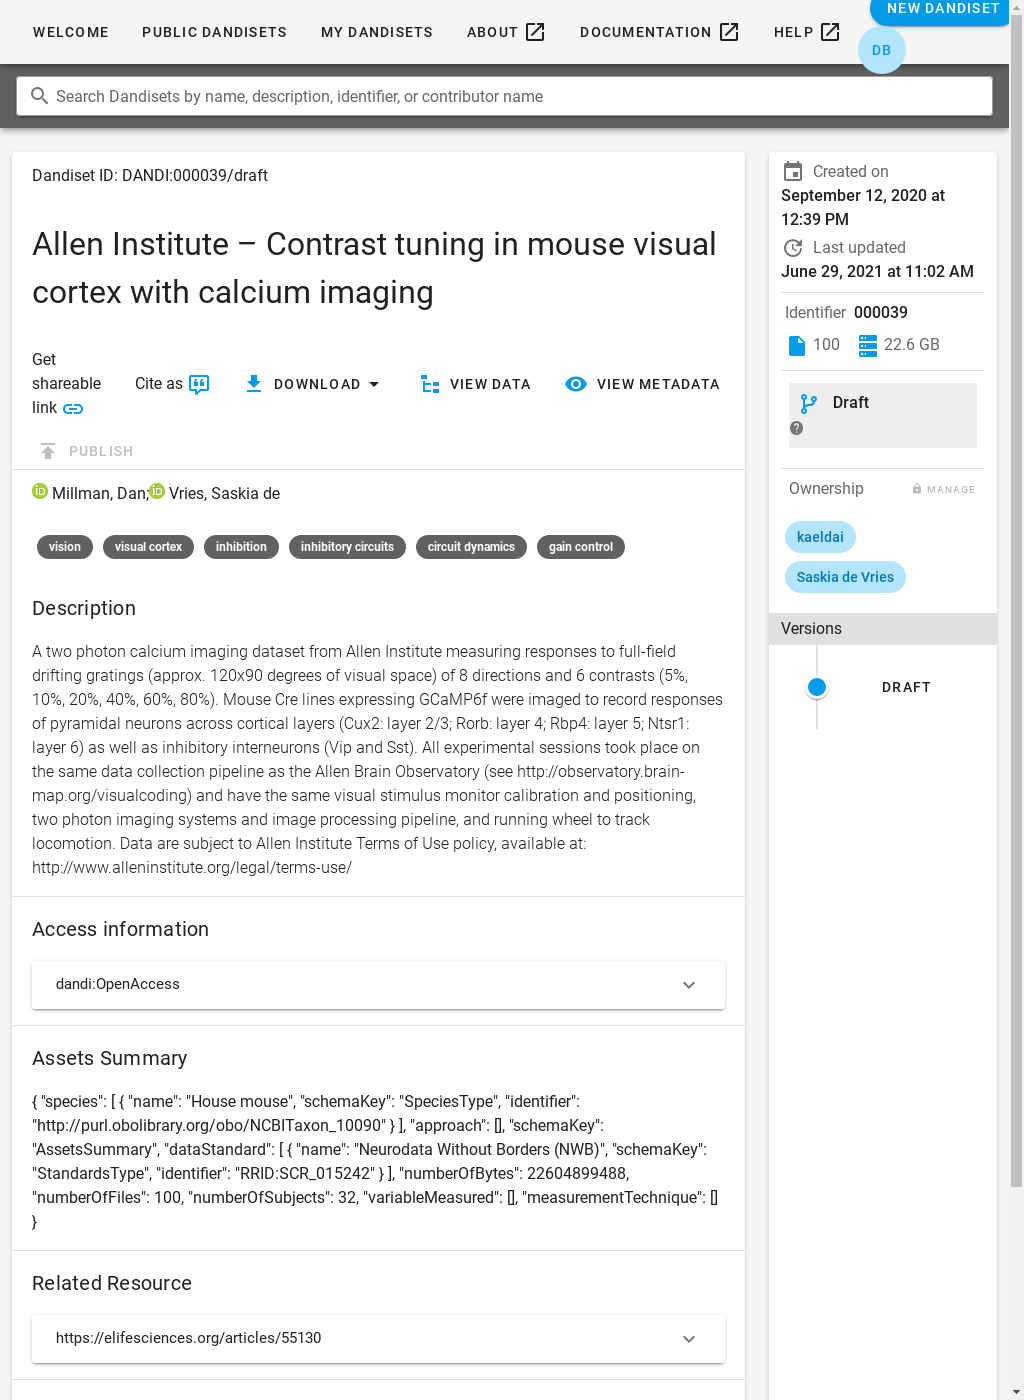 WELCOME
PUBLIC DANDISETS
MY DANDISETS
ABOUT
DOCUMENTATION
HELP
NEW DANDISET
DB
Search Dandisets by name, description, identifier, or contributor name
Dandiset ID: DANDI:000039/draft
Allen Institute – Contrast tuning in mouse visual
cortex with calcium imaging
Get
shareable
link
Cite as
DOWNLOAD
VIEW DATA
VIEW METADATA
PUBLISH
iD Millman, Dan; iD Vries, Saskia de
vision
visual cortex
inhibition
inhibitory circuits
circuit dynamics
gain control
Description
A two photon calcium imaging dataset from Allen Institute measuring responses to full-field
drifting gratings (approx. 120x90 degrees of visual space) of 8 directions and 6 contrasts (5%,
10%, 20%, 40%, 60%, 80%). Mouse Cre lines expressing GCaMP6f were imaged to record responses
of pyramidal neurons across cortical layers (Cux2: layer 2/3; Rorb: layer 4; Rbp4: layer 5; Ntsr1:
layer 6) as well as inhibitory interneurons (Vip and Sst). All experimental sessions took place on
the same data collection pipeline as the Allen Brain Observatory (see http://observatory.brain-
map.org/visualcoding) and have the same visual stimulus monitor calibration and positioning,
two photon imaging systems and image processing pipeline, and running wheel to track
locomotion. Data are subject to Allen Institute Terms of Use policy, available at:
http://www.alleninstitute.org/legal/terms-use/
Access information
dandi:OpenAccess
Assets Summary
{ "species": [ { "name": "House mouse", "schemaKey": "SpeciesType", "identifier":
"http://purl.obolibrary.org/obo/NCBITaxon_10090" } ], "approach": [], "schemaKey":
"AssetsSummary", "dataStandard": [ { "name": "Neurodata Without Borders (NWB)", "schemaKey":
"StandardsType", "identifier": "RRID:SCR_015242" } ], "numberOfBytes": 22604899488,
"numberOfFiles": 100, "numberOfSubjects": 32, "variableMeasured": [], "measurementTechnique": []
}
Related Resource
https://elifesciences.org/articles/55130
Created on
September 12, 2020 at
12:39 PM
Last updated
June 29, 2021 at 11:02 AM
Identifier 000039
100
22.6 GB
Draft
?
Ownership
MANAGE
kaeldai
Saskia de Vries
Versions
DRAFT